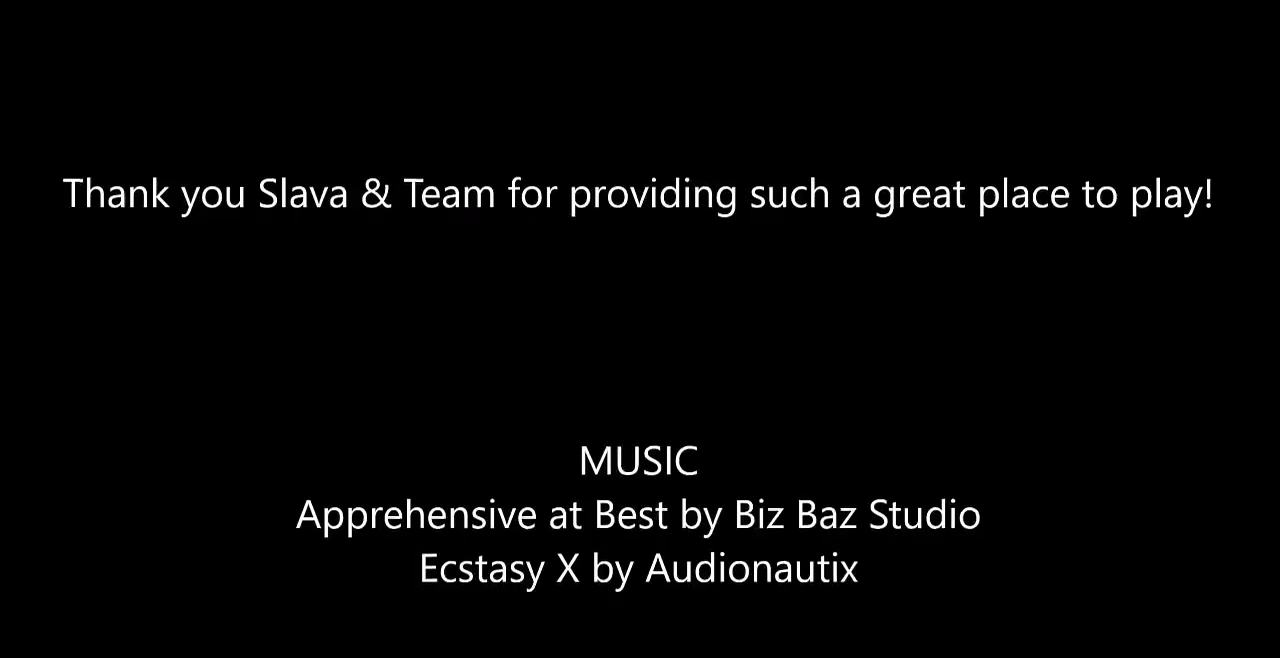 Thank you Slava & Team for providing such a great place to play!
MUSIC
Apprehensive at Best by Biz Baz Studio
Ecstasy X by Audionautix